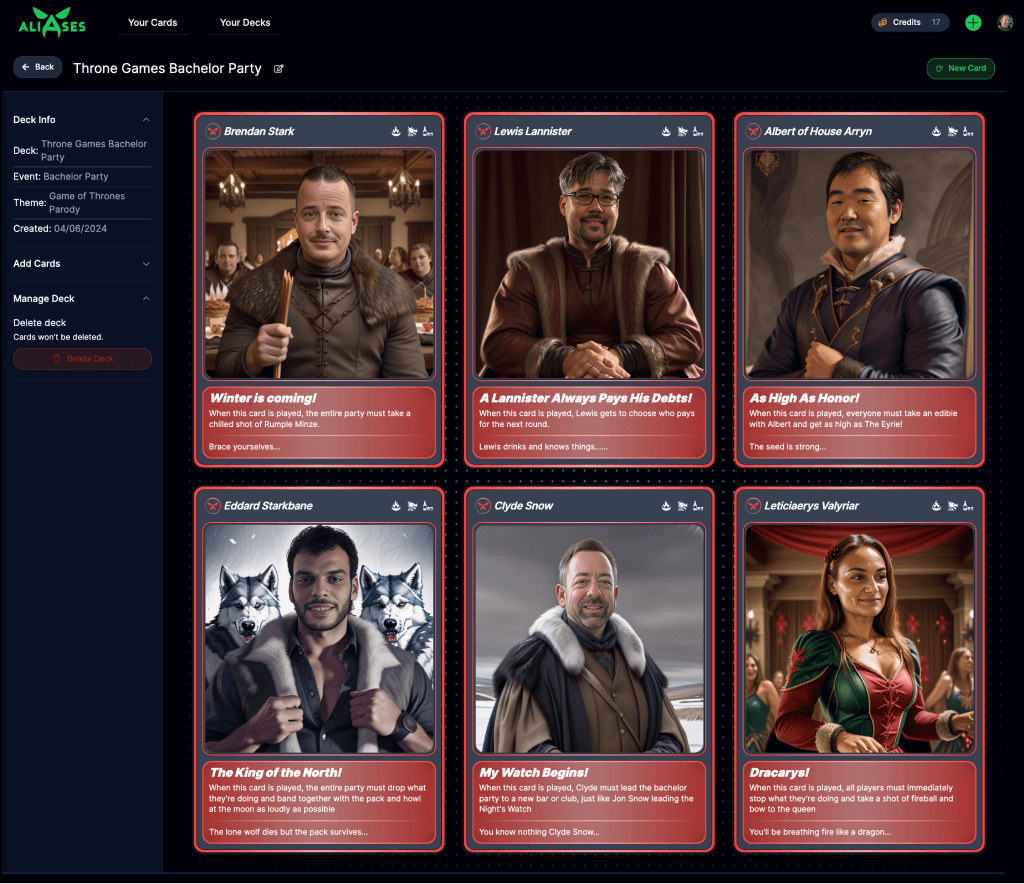 ALIASES
Your Cards
Your Decks
Credits 17
Back
Throne Games Bachelor Party
New Card
Deck Info
Deck: Throne Games Bachelor
Party
Event: Bachelor Party
Theme: Game of Thrones
Parody
Created: 04/06/2024
Add Cards
Manage Deck
Delete deck
Cards won't be deleted.
Delete Deck
Brendan Stark
Winter is coming!
When this card is played, the entire party must take a
chilled shot of Rumple Minze.
Brace yourselves...
Lewis Lannister
A Lannister Always Pays His Debts!
When this card is played, Lewis gets to choose who pays
for the next round.
Lewis drinks and knows things......
Albert of House Arryn
As High As Honor!
When this card is played, everyone must take an edible
with Albert and get as high as The Eyrie!
The seed is strong...
Eddard Starkbane
The King of the North!
When this card is played, the entire party must drop what
they're doing and band together with the pack and howl
at the moon as loudly as possible
The lone wolf dies but the pack survives...
Clyde Snow
My Watch Begins!
When this card is played, Clyde must lead the bachelor
party to a new bar or club, just like Jon Snow leading the
Night's Watch
You know nothing Clyde Snow...
Leticiaerys Valyriar
Dracarys!
When this card is played, all players must immediately
stop what they're doing and take a shot of fireball and
bow to the queen
You'll be breathing fire like a dragon...